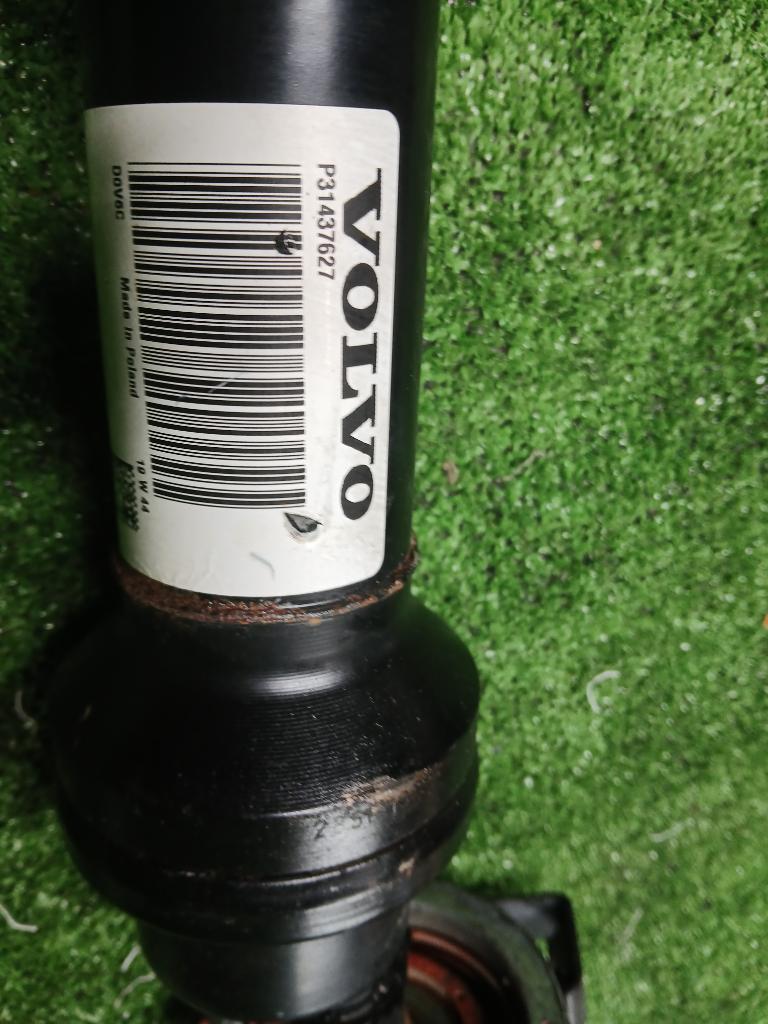 VOLVO
P31437627
D0V6C Made in Poland 19 W 44